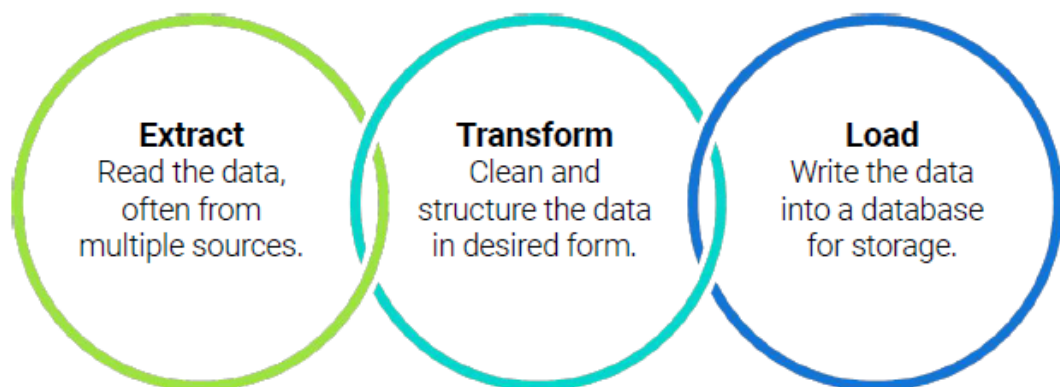 Extract
Read the data,
often from
multiple sources.
Transform
Clean and
structure the data
in desired form.
Load
Write the data
into a database
for storage.